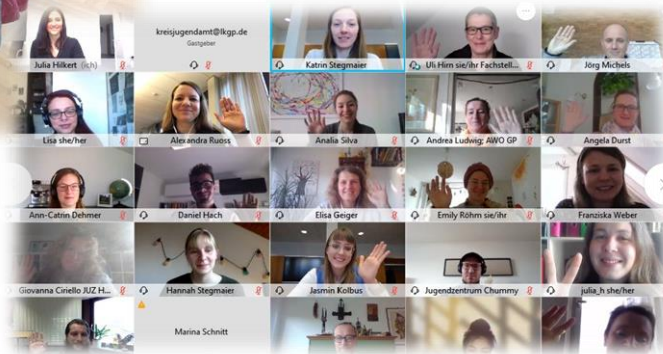 Julia Hilkert (ich)
kreisjugendamt@lkgp.de
Gastgeber
Katrin Stegmaier
Uli Hirn sie/ihr Fachstell...
Jörg Michels
Lisa she/her
Alexandra Ruoss
Analia Silva
Andrea Ludwig; AWO GP
Angela Durst
Ann-Catrin Dehmer
Daniel Hach
Elisa Geiger
Emily Röhm sie/ihr
Franziska Weber
Giovanna Ciriello JUZ H...
Hannah Stegmaier
Jasmin Kolbus
Jugendzentrum Chummy
julia_h she/her
Marina Schnitt